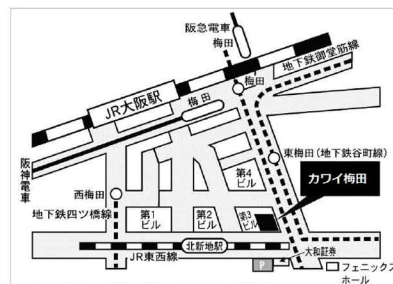 阪急電車
梅田
地下鉄御堂筋線
梅田
JR大阪駅
梅田
阪神電車
東梅田(地下鉄谷町線)
西梅田
第4
ビル
カワイ梅田
地下鉄四ツ橋線
第1
ビル
第2
ビル
第3
ビル
北新地駅
JR東西線
大和証券
P
フェニックス
ホール